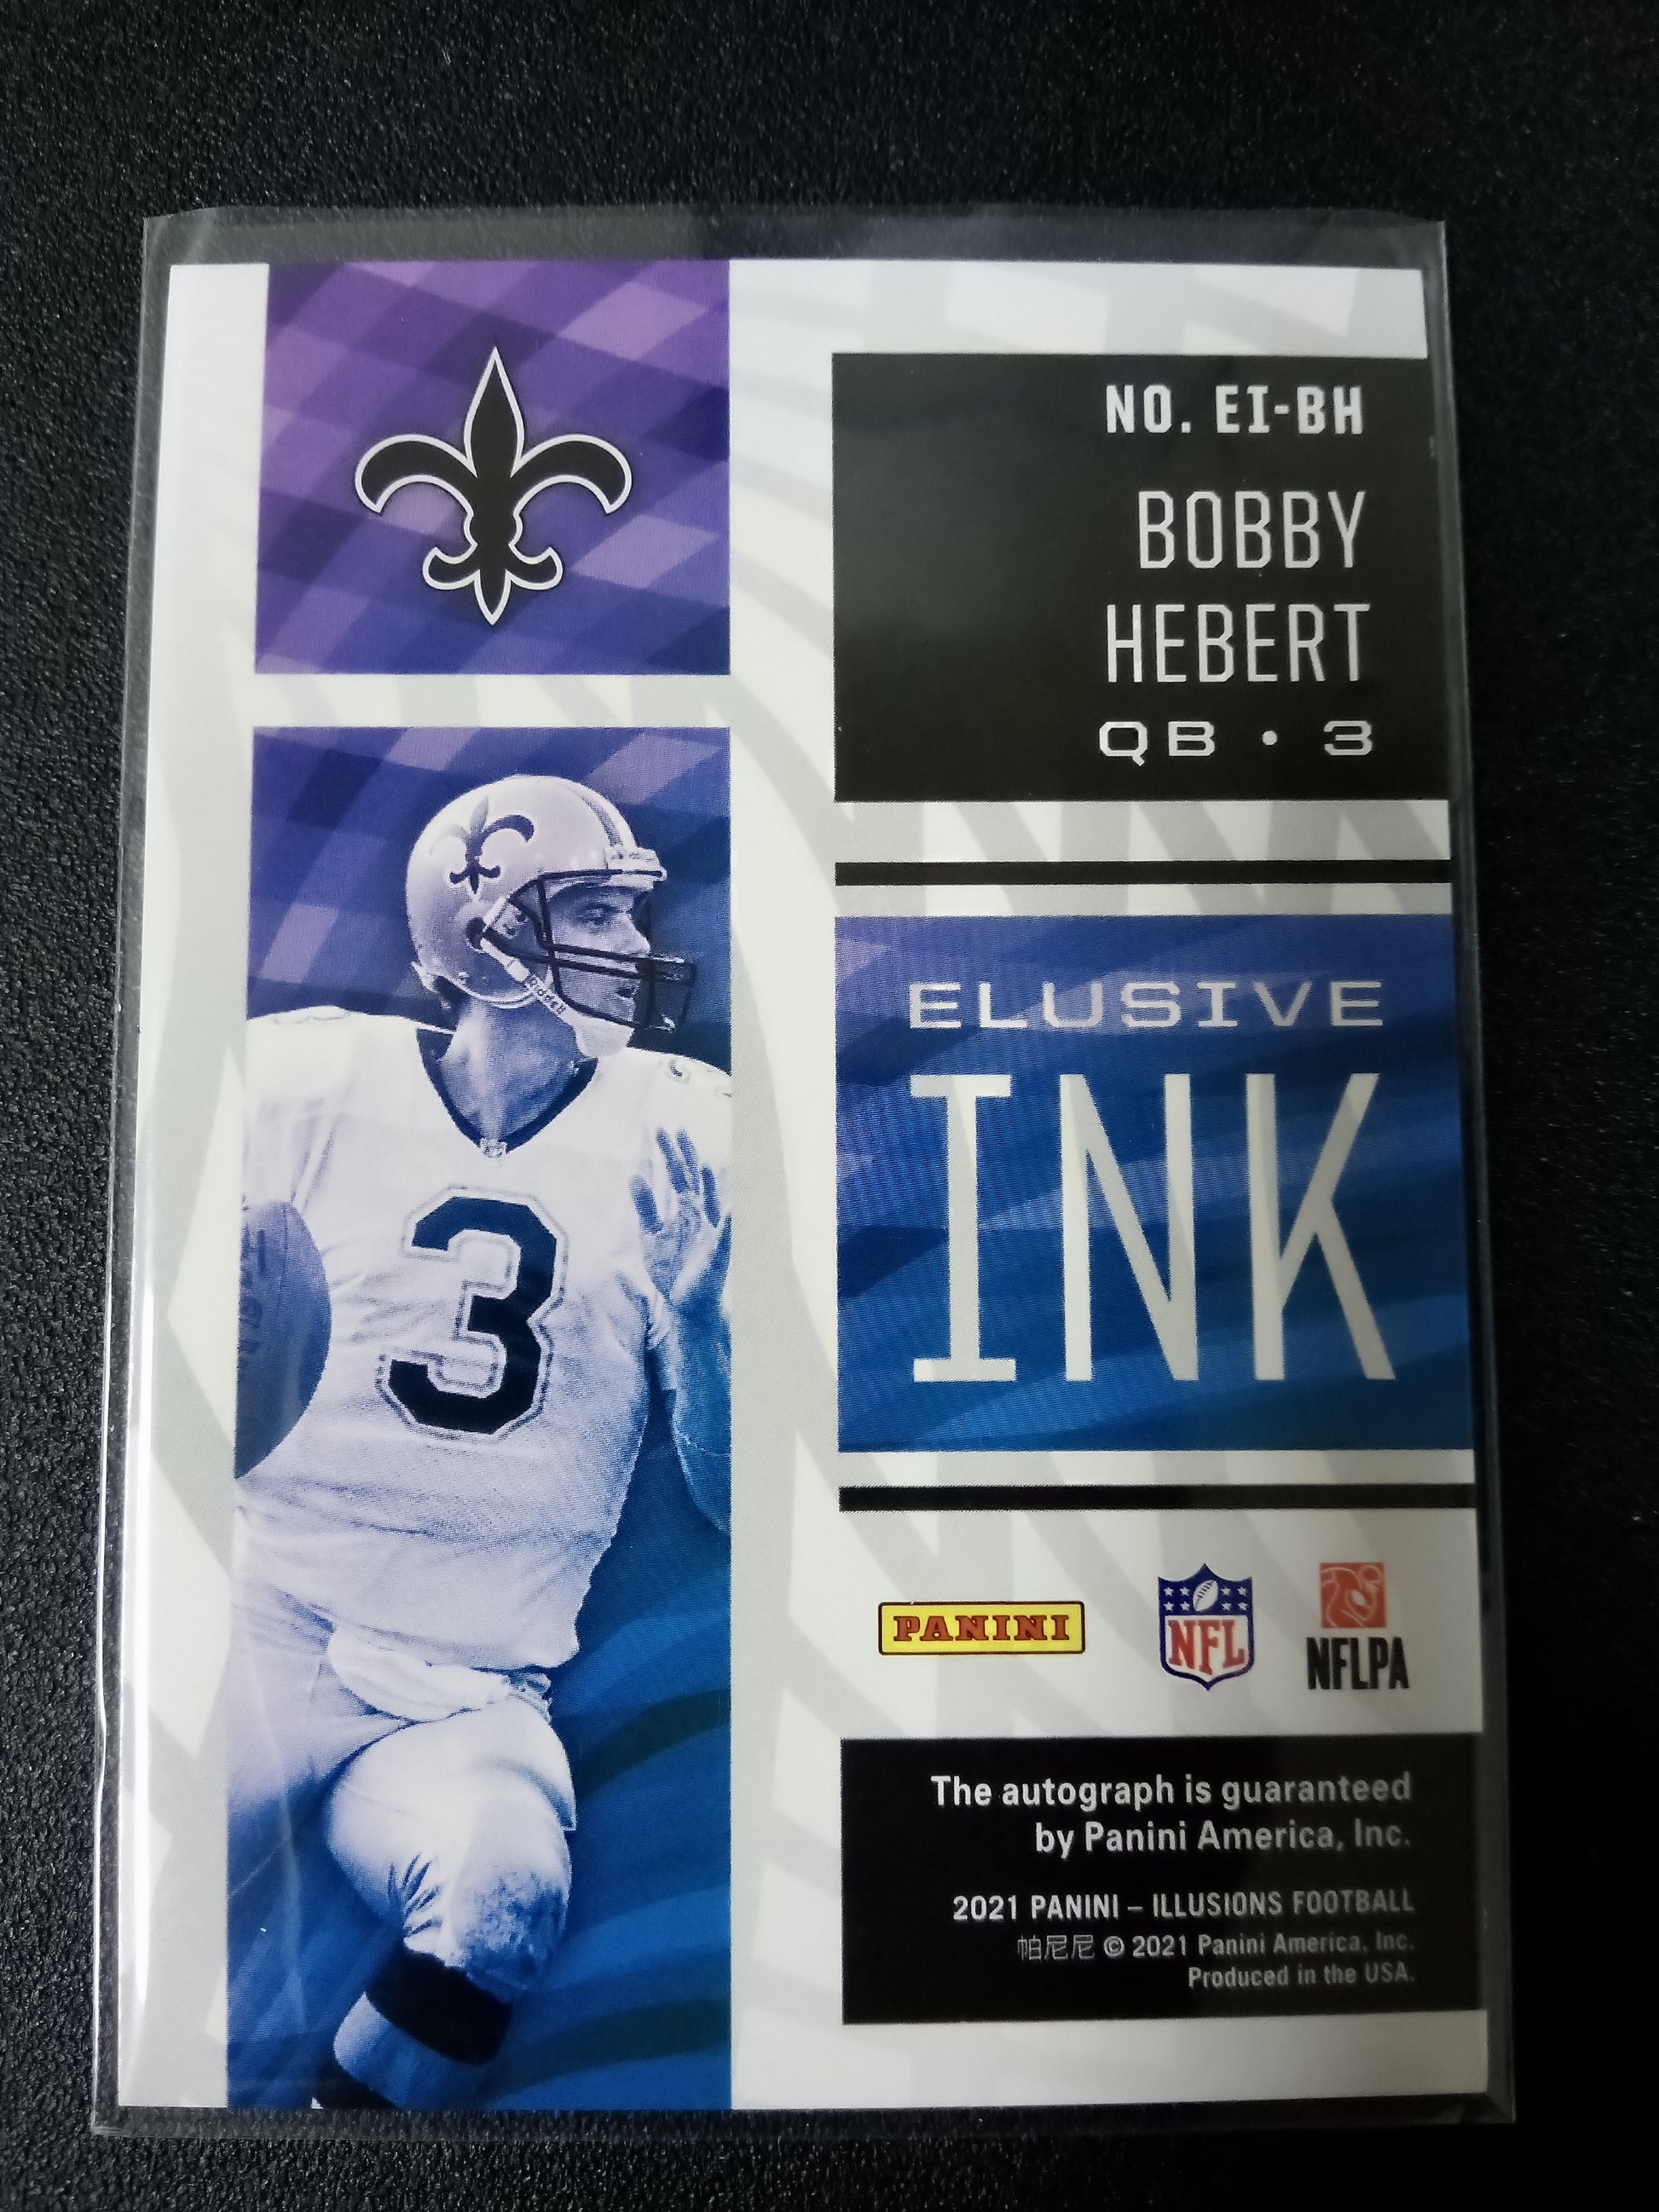 NO. EI-BH
BOBBY
HEBERT
QB • 3
Riddell
3
ELUSIVE
INK
PANINI
NFL
NFLPA
The autograph is guaranteed
by Panini America, Inc.
2021 PANINI – ILLUSIONS FOOTBALL
帕尼尼 © 2021 Panini America, Inc.
Produced in the USA.